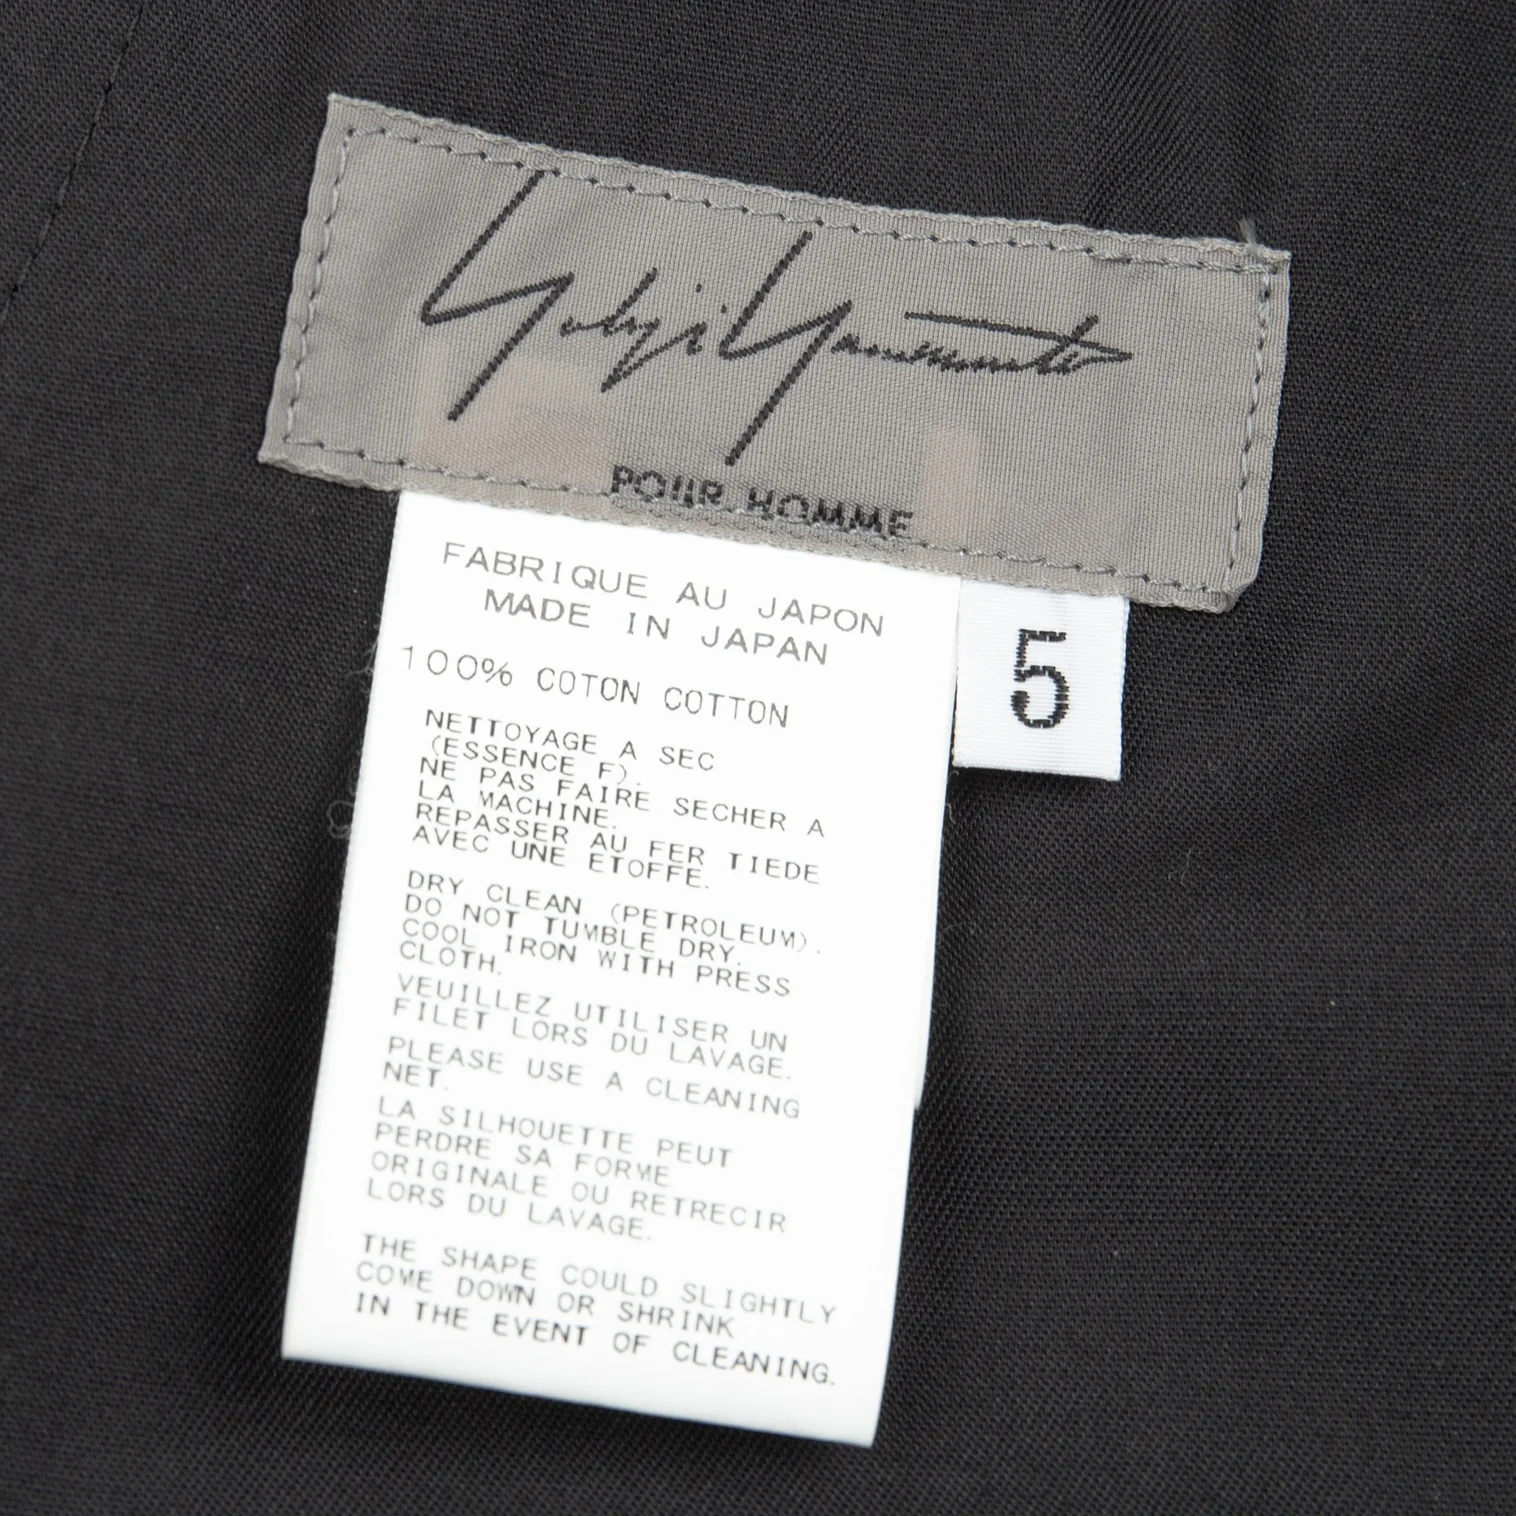 Yohji Yamamoto
POUR HOMME
FABRIQUE AU JAPON
MADE IN JAPAN
100% COTON COTTON
5
NETTOYAGE A SEC
(ESSENCE F).
NE PAS FAIRE SECHER A
LA MACHINE.
REPASSER AU FER TIEDE
AVEC UNE ETOFFE.
DRY CLEAN (PETROLEUM).
DO NOT TUMBLE DRY.
COOL IRON WITH PRESS
CLOTH.
VEUILLEZ UTILISER UN
FILET LORS DU LAVAGE.
PLEASE USE A CLEANING
NET.
LA SILHOUETTE PEUT
PERDRE SA FORME
ORIGINALE OU RETRECIR
LORS DU LAVAGE.
THE SHAPE COULD SLIGHTLY
COME DOWN OR SHRINK
IN THE EVENT OF CLEANING.